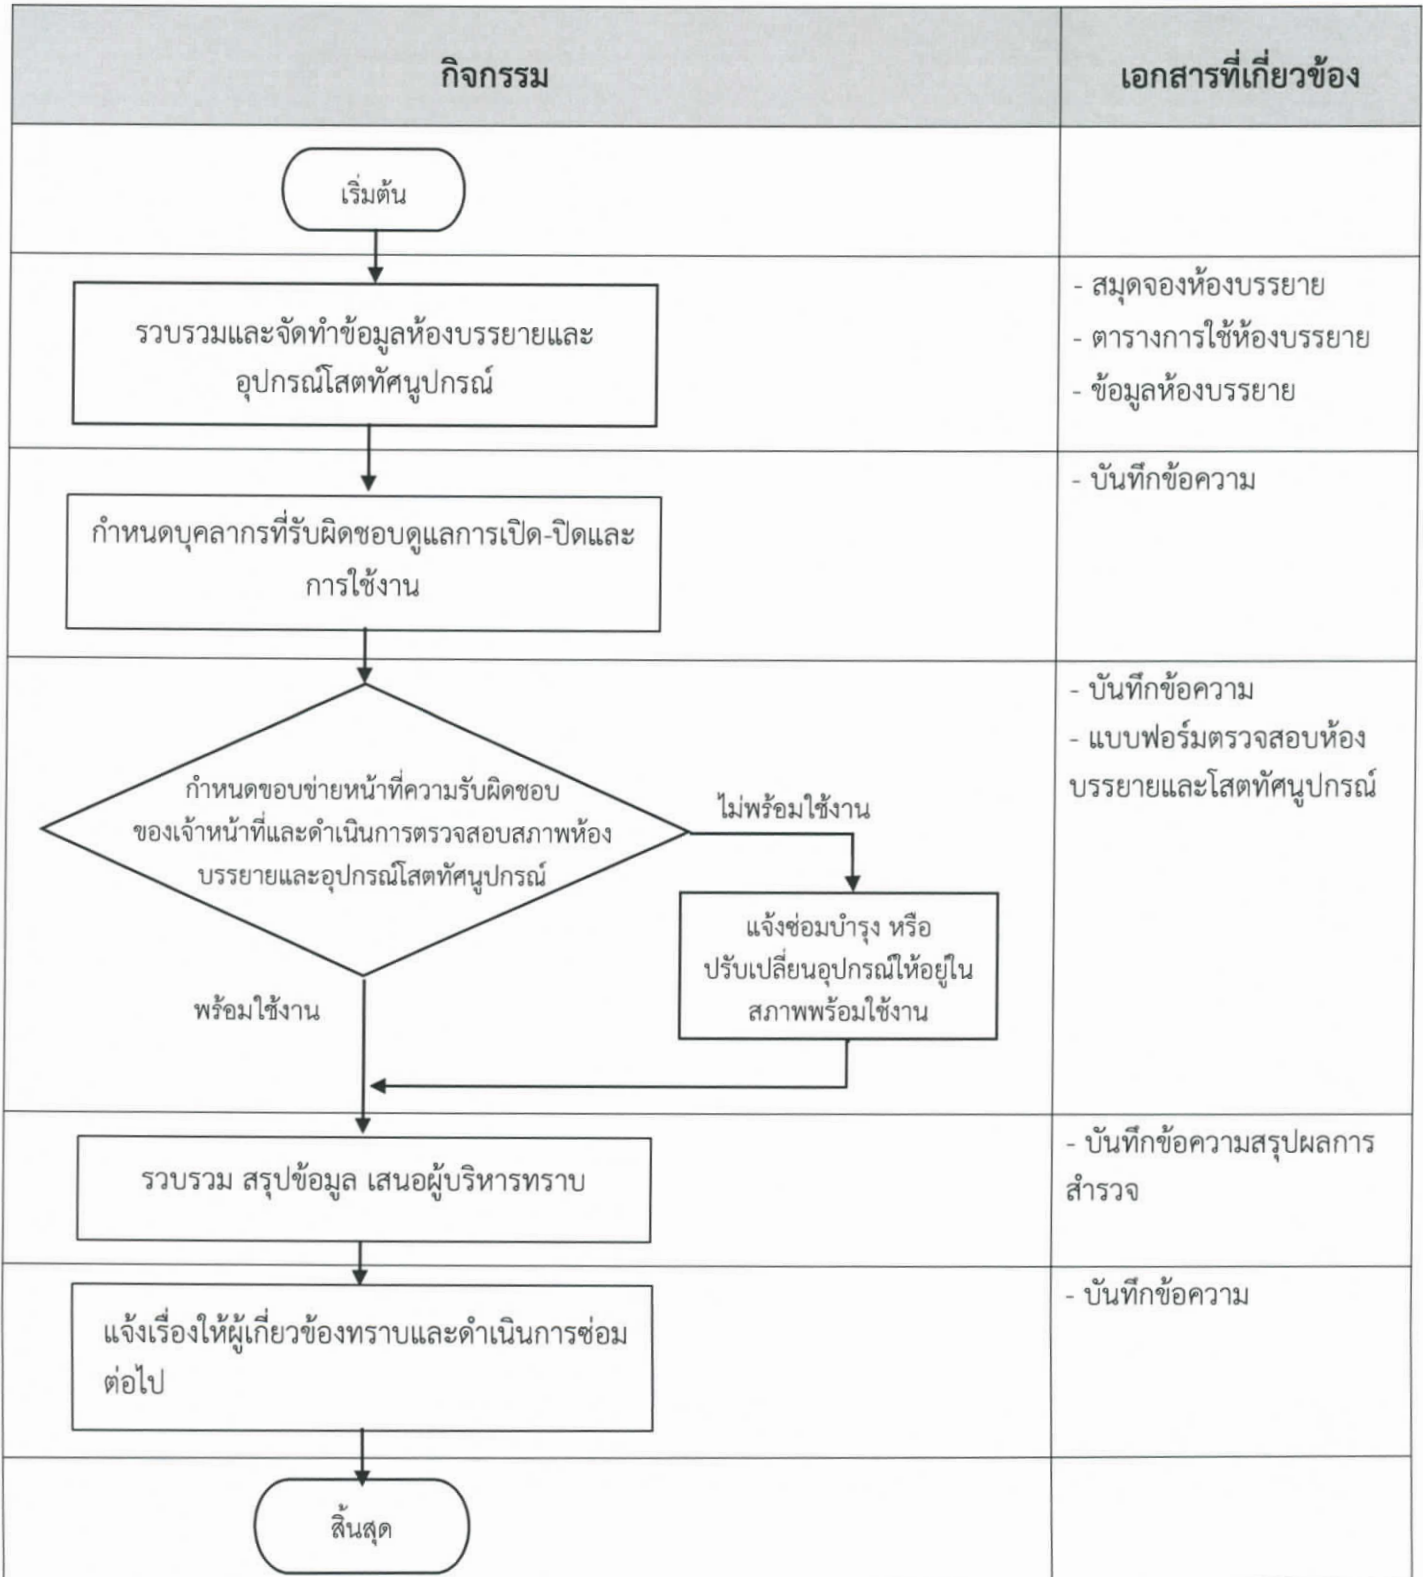 กิจกรรม
เอกสารที่เกี่ยวข้อง
เริ่มต้น
รวบรวมและจัดทำข้อมูลห้องบรรยายและ
อุปกรณ์โสตทัศนูปกรณ์
- สมุดจองห้องบรรยาย
- ตารางการใช้ห้องบรรยาย
- ข้อมูลห้องบรรยาย
กำหนดบุคลากรที่รับผิดชอบดูแลการเปิด-ปิดและ
การใช้งาน
- บันทึกข้อความ
กำหนดขอบข่ายหน้าที่ความรับผิดชอบ
ของเจ้าหน้าที่และดำเนินการตรวจสอบสภาพห้อง
บรรยายและอุปกรณ์โสตทัศนูปกรณ์
ไม่พร้อมใช้งาน
แจ้งซ่อมบำรุง หรือ
ปรับเปลี่ยนอุปกรณ์ให้อยู่ใน
สภาพพร้อมใช้งาน
พร้อมใช้งาน
- บันทึกข้อความ
- แบบฟอร์มตรวจสอบห้อง
บรรยายและโสตทัศนูปกรณ์
รวบรวม สรุปข้อมูล เสนอผู้บริหารทราบ
- บันทึกข้อความสรุปผลการ
สำรวจ
แจ้งเรื่องให้ผู้เกี่ยวข้องทราบและดำเนินการซ่อม
ต่อไป
- บันทึกข้อความ
สิ้นสุด